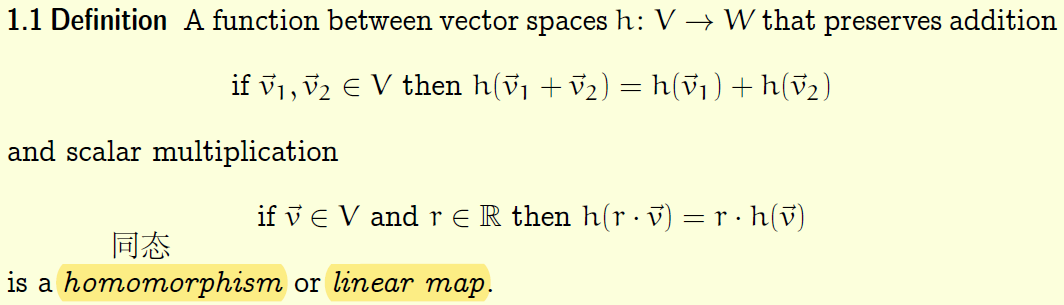 1.1 Definition A function between vector spaces h: V → W that preserves addition
if v⃗₁, v⃗₂ ∈ V then h(v⃗₁ + v⃗₂) = h(v⃗₁) + h(v⃗₂)
and scalar multiplication
if v⃗ ∈ V and r ∈ ℝ then h(r · v⃗) = r · h(v⃗)
同态
is a homomorphism or linear map.